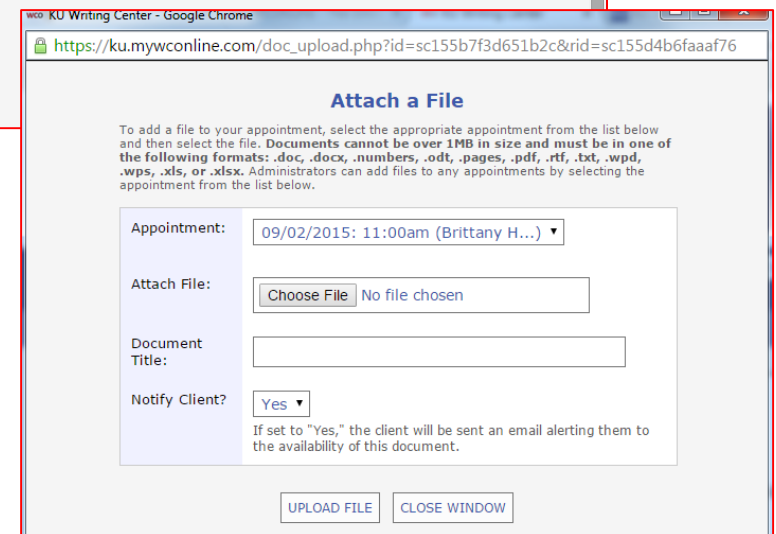 wco KU Writing Center - Google Chrome
https://ku.mywconline.com/doc_upload.php?id=sc155b7f3d651b2c&rid=sc155d4b6faaaf76
Attach a File
To add a file to your appointment, select the appropriate appointment from the list below
and then select the file. Documents cannot be over 1MB in size and must be in one of
the following formats: .doc, .docx, .numbers, .odt, .pages, .pdf, .rtf, .txt, .wpd,
.wps, .xls, or .xlsx. Administrators can add files to any appointments by selecting the
appointment from the list below.
Appointment: 09/02/2015: 11:00am (Brittany H...)
Attach File: Choose File No file chosen
Document
Title:
Notify Client? Yes
If set to "Yes," the client will be sent an email alerting them to
the availability of this document.
UPLOAD FILE CLOSE WINDOW